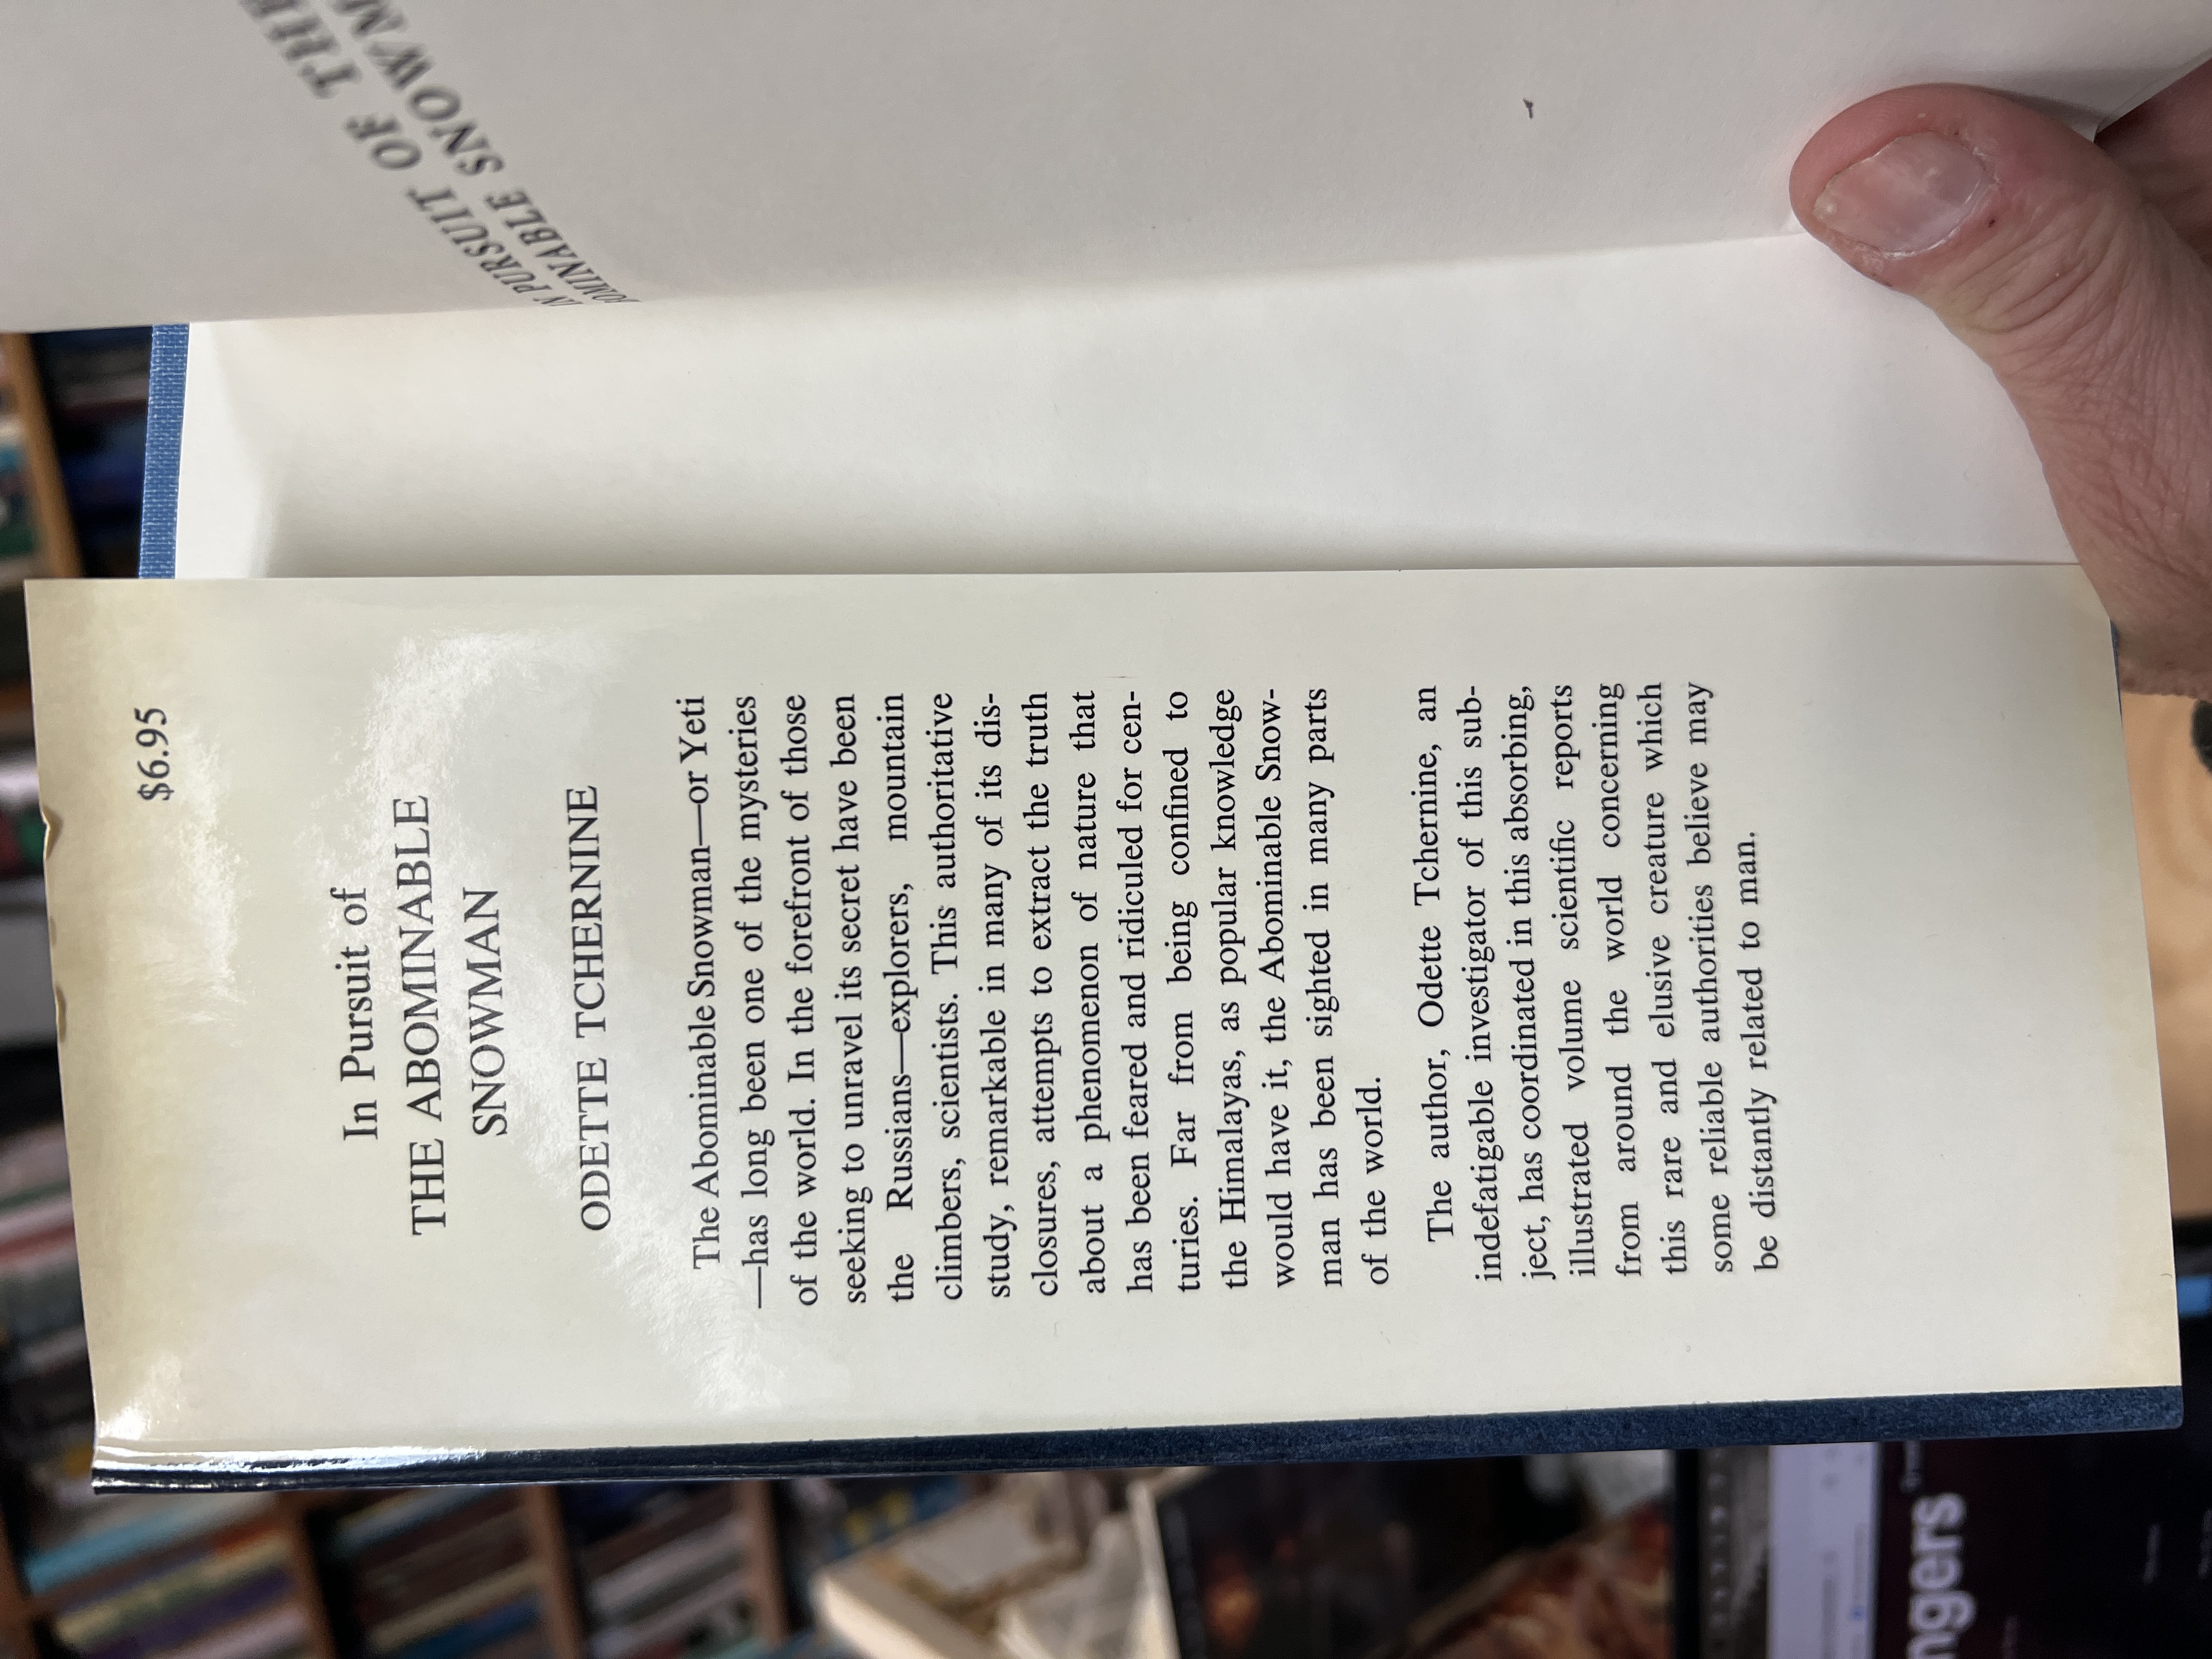 $6.95
In Pursuit of
THE ABOMINABLE
SNOWMAN
ODETTE TCHERNINE
The Abominable Snowman—or Yeti
—has long been one of the mysteries
of the world. In the forefront of those
seeking to unravel its secret have been
the Russians—explorers, mountain
climbers, scientists. This authoritative
study, remarkable in many of its dis-
closures, attempts to extract the truth
about a phenomenon of nature that
has been feared and ridiculed for cen-
turies. Far from being confined to
the Himalayas, as popular knowledge
would have it, the Abominable Snow-
man has been sighted in many parts
of the world.
The author, Odette Tchernine, an
indefatigable investigator of this sub-
ject, has coordinated in this absorbing,
illustrated volume scientific reports
from around the world concerning
this rare and elusive creature which
some reliable authorities believe may
be distantly related to man.
IN PURSUIT OF THE
OMINABLE SNOWM
ngers